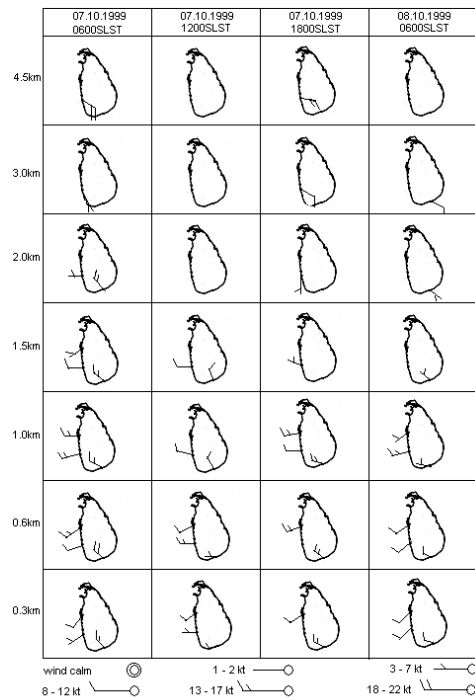 07.10.1999 07.10.1999 07.10.1999 08.10.1999
0600SLST 1200SLST 1800SLST 0600SLST
4.5km
3.0km
2.0km
1.5km
1.0km
0.6km
0.3km
wind calm 1 - 2 kt 3 - 7 kt
8 - 12 kt 13 - 17 kt 18 - 22 kt